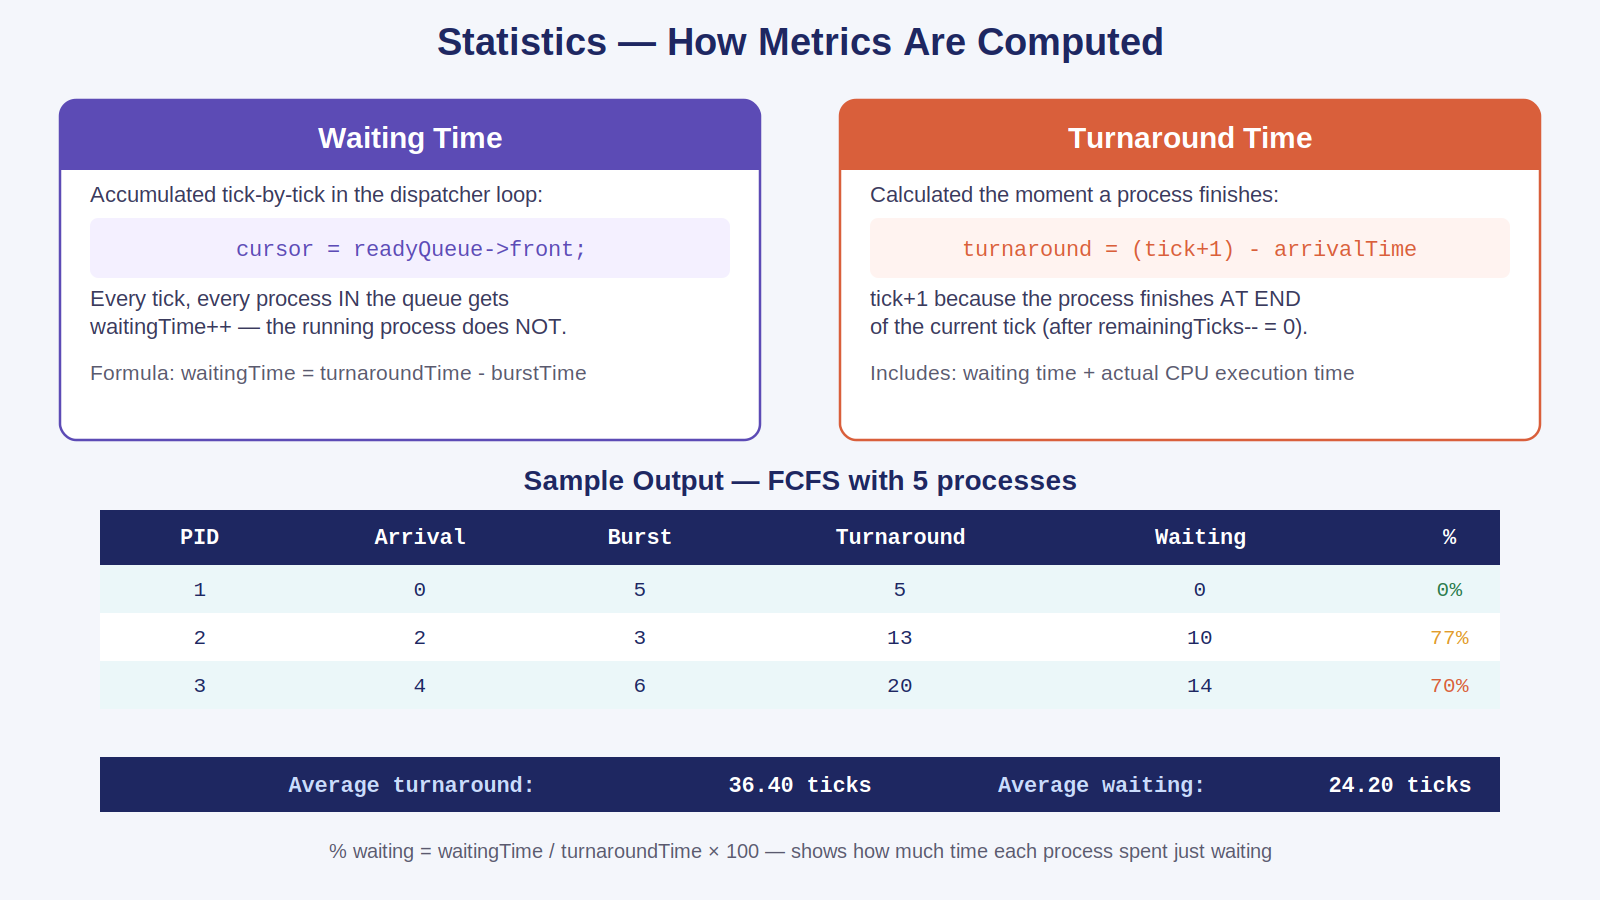 Statistics — How Metrics Are Computed
Waiting Time
Accumulated tick-by-tick in the dispatcher loop:
cursor = readyQueue->front;
Every tick, every process IN the queue gets
waitingTime++ — the running process does NOT.
Formula: waitingTime = turnaroundTime - burstTime
Turnaround Time
Calculated the moment a process finishes:
turnaround = (tick+1) - arrivalTime
tick+1 because the process finishes AT END
of the current tick (after remainingTicks-- = 0).
Includes: waiting time + actual CPU execution time
Sample Output — FCFS with 5 processes
PID Arrival Burst Turnaround Waiting %
1 0 5 5 0 0%
2 2 3 13 10 77%
3 4 6 20 14 70%
Average turnaround: 36.40 ticks Average waiting: 24.20 ticks
% waiting = waitingTime / turnaroundTime × 100 — shows how much time each process spent just waiting